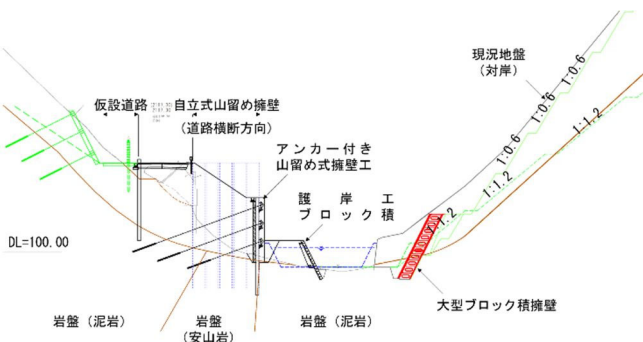 現況地盤
(対岸)
仮設道路
自立式山留め擁壁
(道路横断方向)
アンカー付き
山留め式擁壁工
護岸工
ブロック積
1:0.6
1:0.6
1:0.6
1:1.2
1:1.2
1:1.2
DL=100.00
大型ブロック積擁壁
岩盤(泥岩)
岩盤
(安山岩)
岩盤(泥岩)